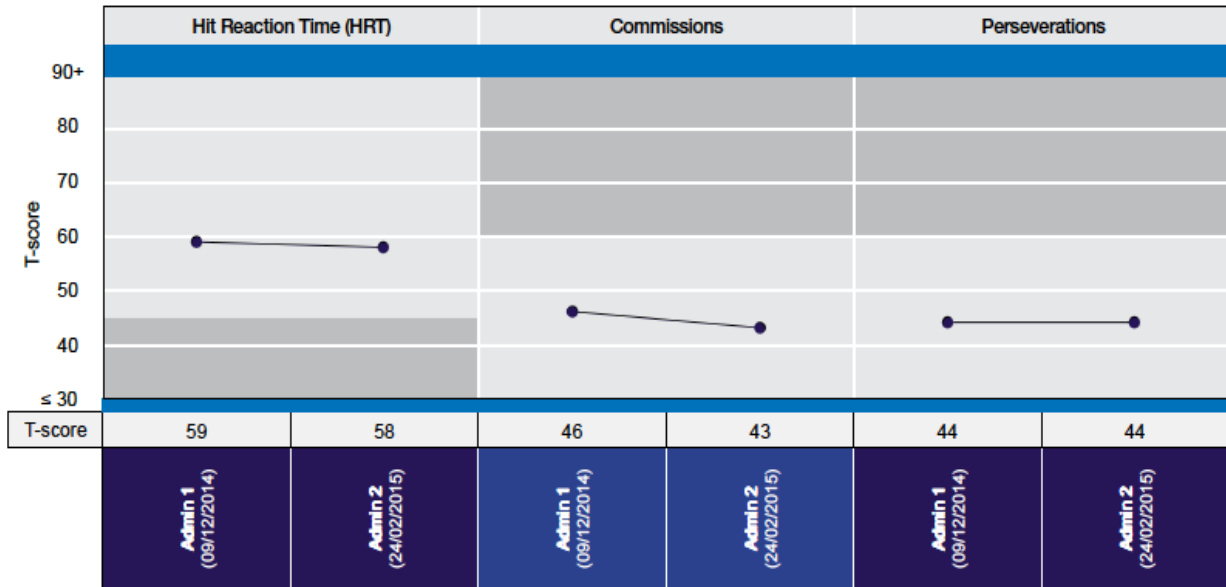 Hit Reaction Time (HRT) Commissions Perseverations
90+
80
70
60
50
40
≤ 30
T-score
T-score 59 58 46 43 44 44
Admin 1
(09/12/2014)
Admin 2
(24/02/2015)
Admin 1
(09/12/2014)
Admin 2
(24/02/2015)
Admin 1
(09/12/2014)
Admin 2
(24/02/2015)